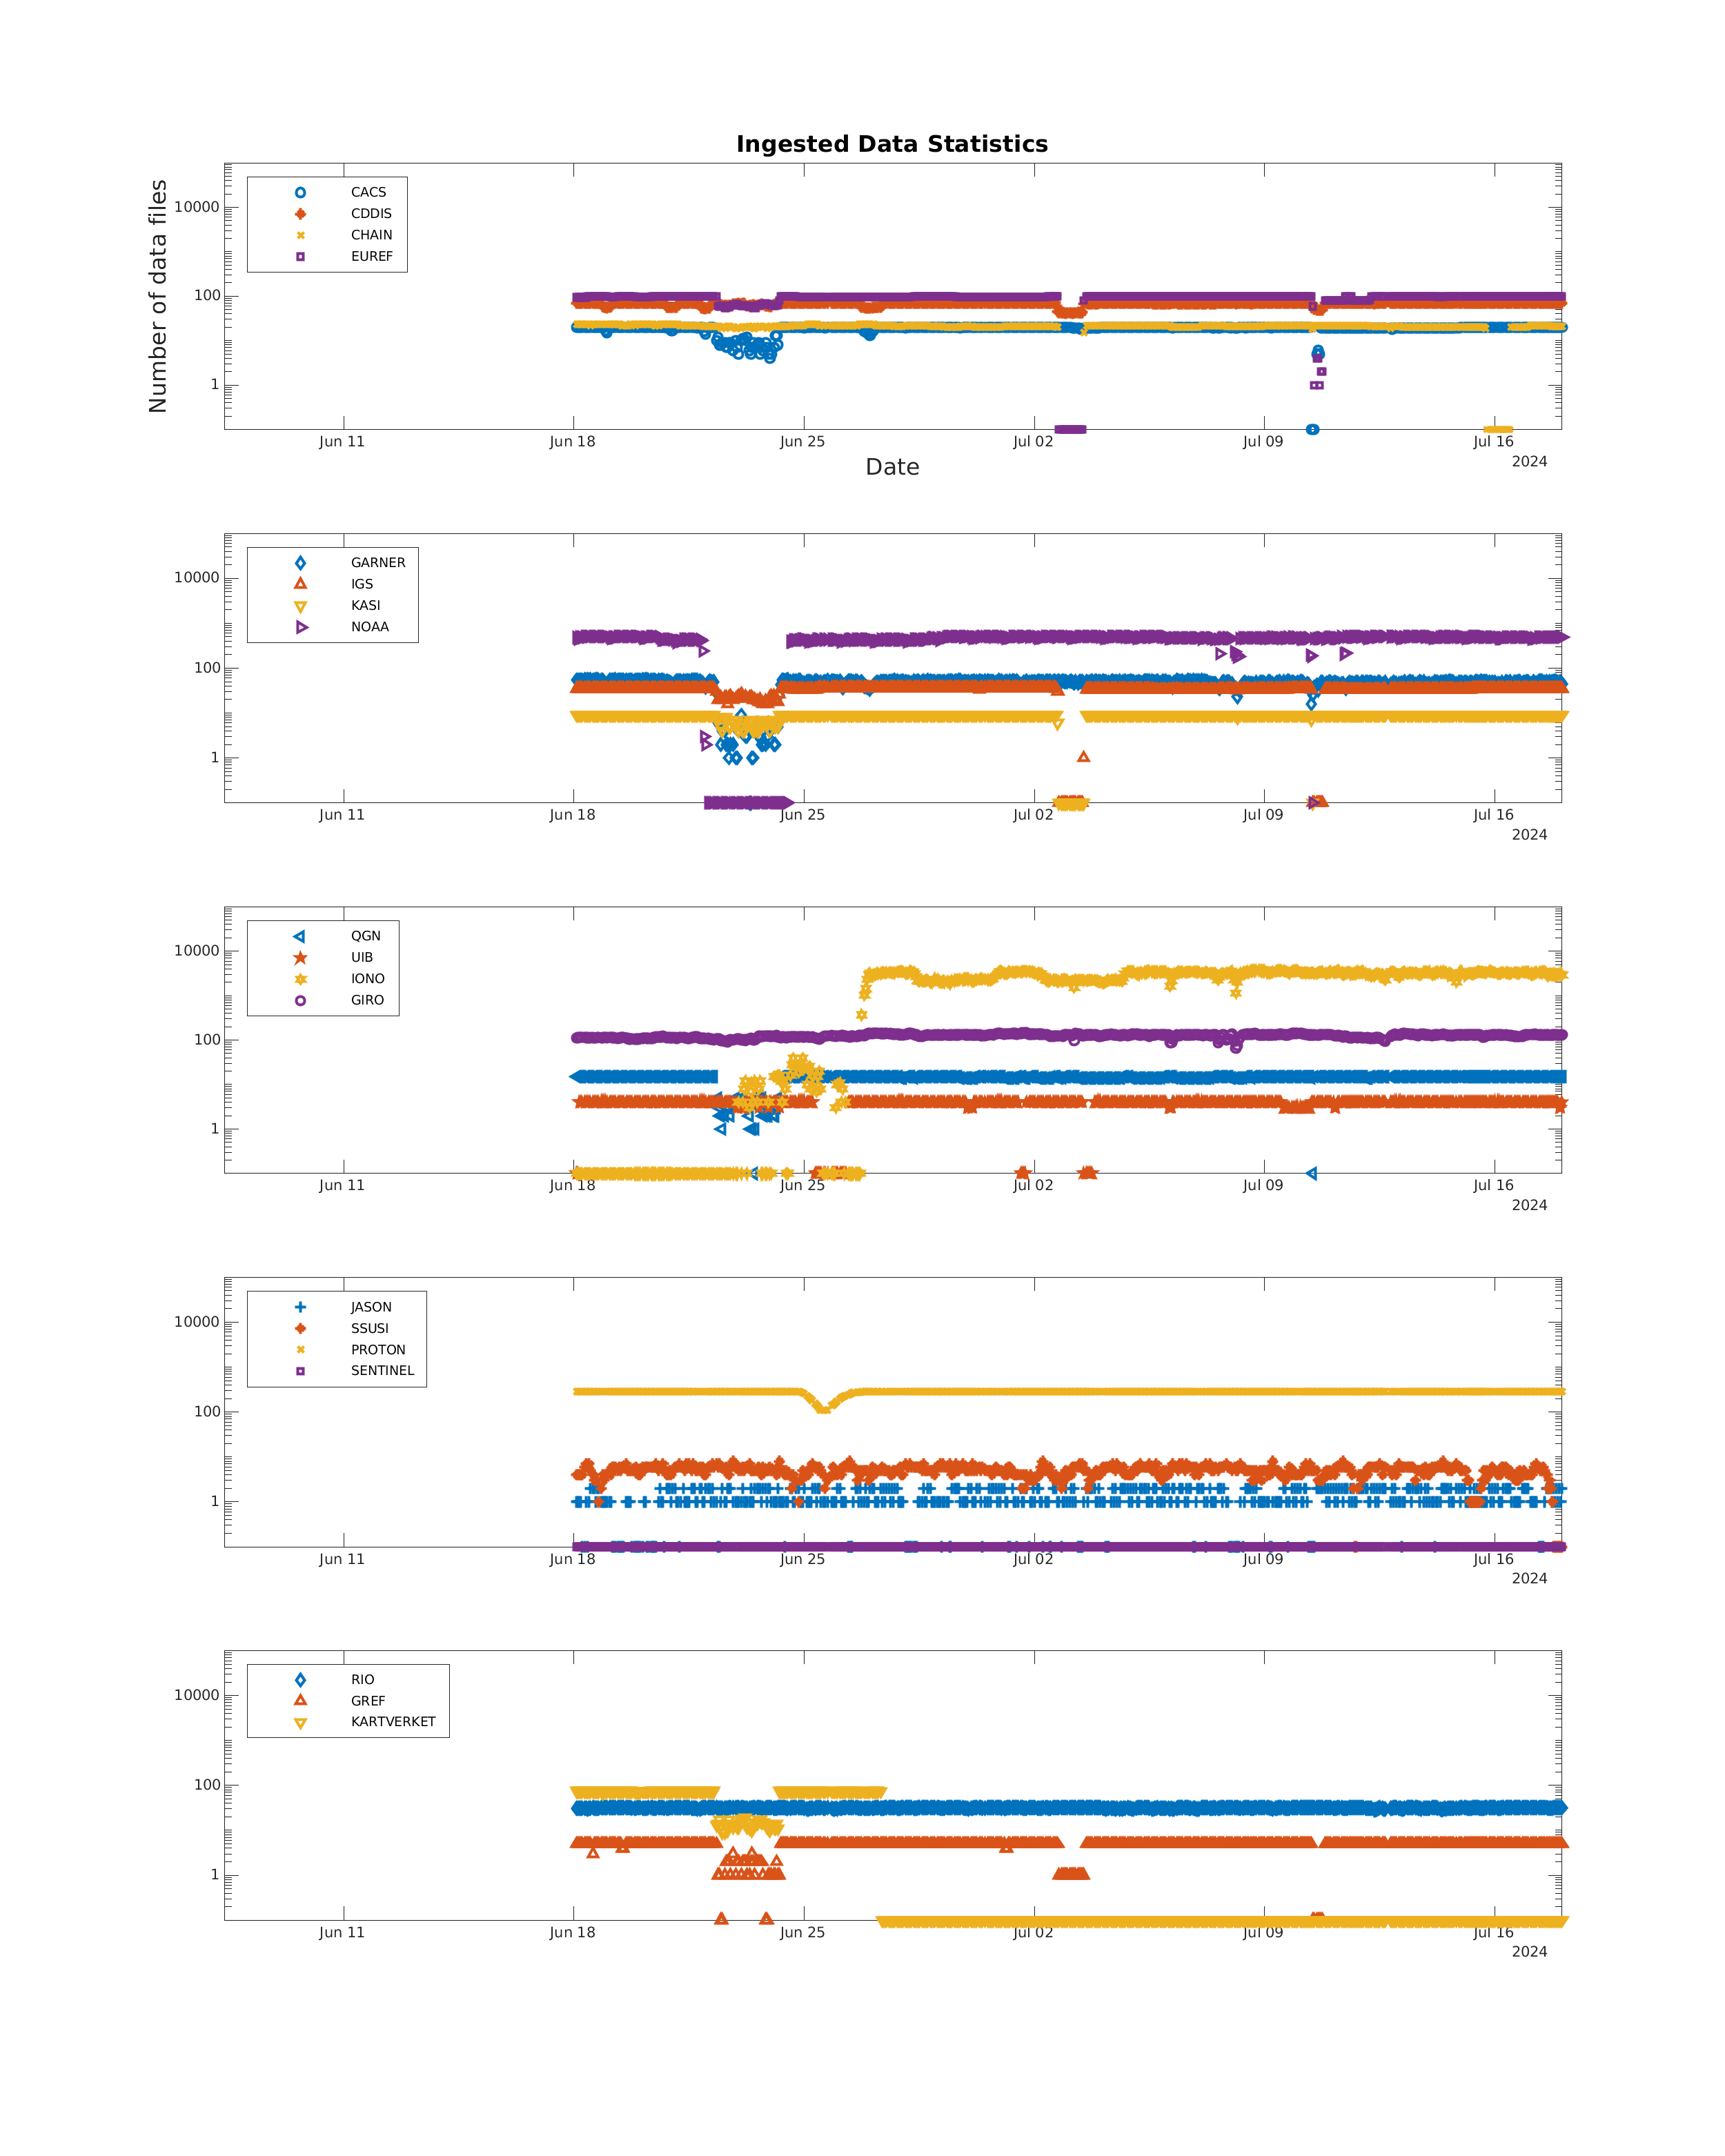 Ingested Data Statistics
Number of data files
10000
100
1
CACS
CDDIS
CHAIN
EUREF
Jun 11 Jun 18 Jun 25 Jul 02 Jul 09 Jul 16
2024
Date
10000
100
1
GARNER
IGS
KASI
NOAA
Jun 11 Jun 18 Jun 25 Jul 02 Jul 09 Jul 16
2024
10000
100
1
QGN
UIB
IONO
GIRO
Jun 11 Jun 18 Jun 25 Jul 02 Jul 09 Jul 16
2024
10000
100
1
JASON
SSUSI
PROTON
SENTINEL
Jun 11 Jun 18 Jun 25 Jul 02 Jul 09 Jul 16
2024
10000
100
1
RIO
GREF
KARTVERKET
Jun 11 Jun 18 Jun 25 Jul 02 Jul 09 Jul 16
2024